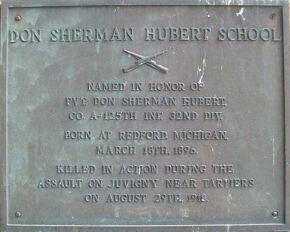 DON SHERMAN HUBERT SCHOOL
NAMED IN HONOR OF
PVT. DON SHERMAN HUBERT,
CO. A-125TH INF. 32ND DIV.
BORN AT REDFORD, MICHIGAN,
MARCH 18TH, 1896.
KILLED IN ACTION DURING THE
ASSAULT ON JUVIGNY NEAR TARTIERS
ON AUGUST 29TH, 1918.